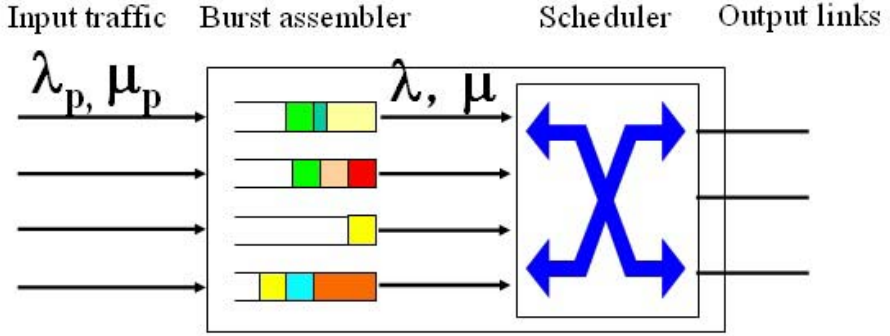 Input traffic Burst assembler Scheduler Output links
λp, μp λ, μ